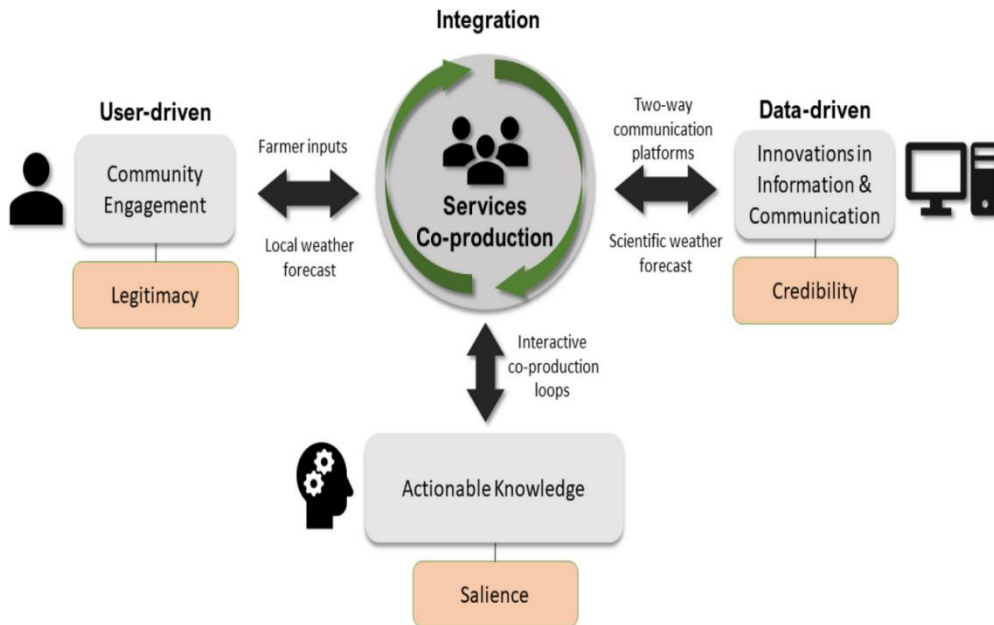 Integration
User-driven
Community
Engagement
Legitimacy
Farmer inputs
Local weather
forecast
Services
Co-production
Two-way
communication
platforms
Scientific weather
forecast
Data-driven
Innovations in
Information &
Communication
Credibility
Interactive
co-production
loops
Actionable Knowledge
Salience